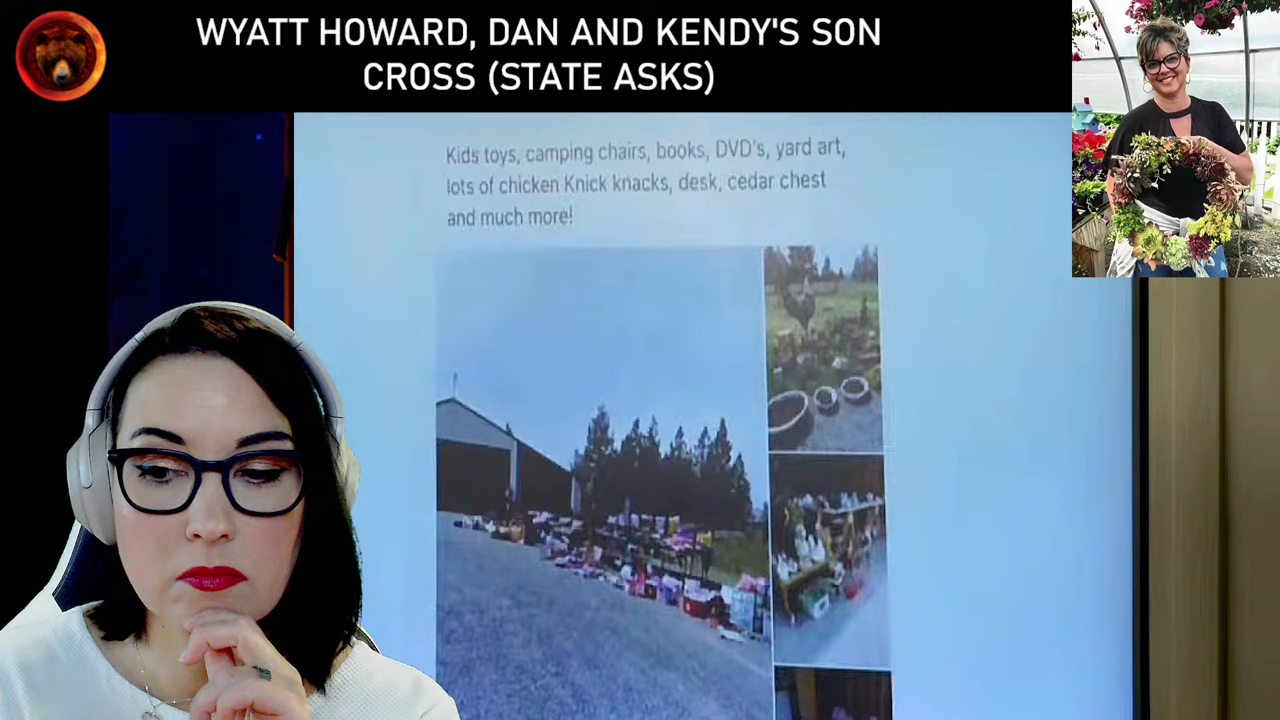 WYATT HOWARD, DAN AND KENDY'S SON
CROSS (STATE ASKS)
Kids toys, camping chairs, books, DVD's, yard art,
lots of chicken Knick knacks, desk, cedar chest
and much more!